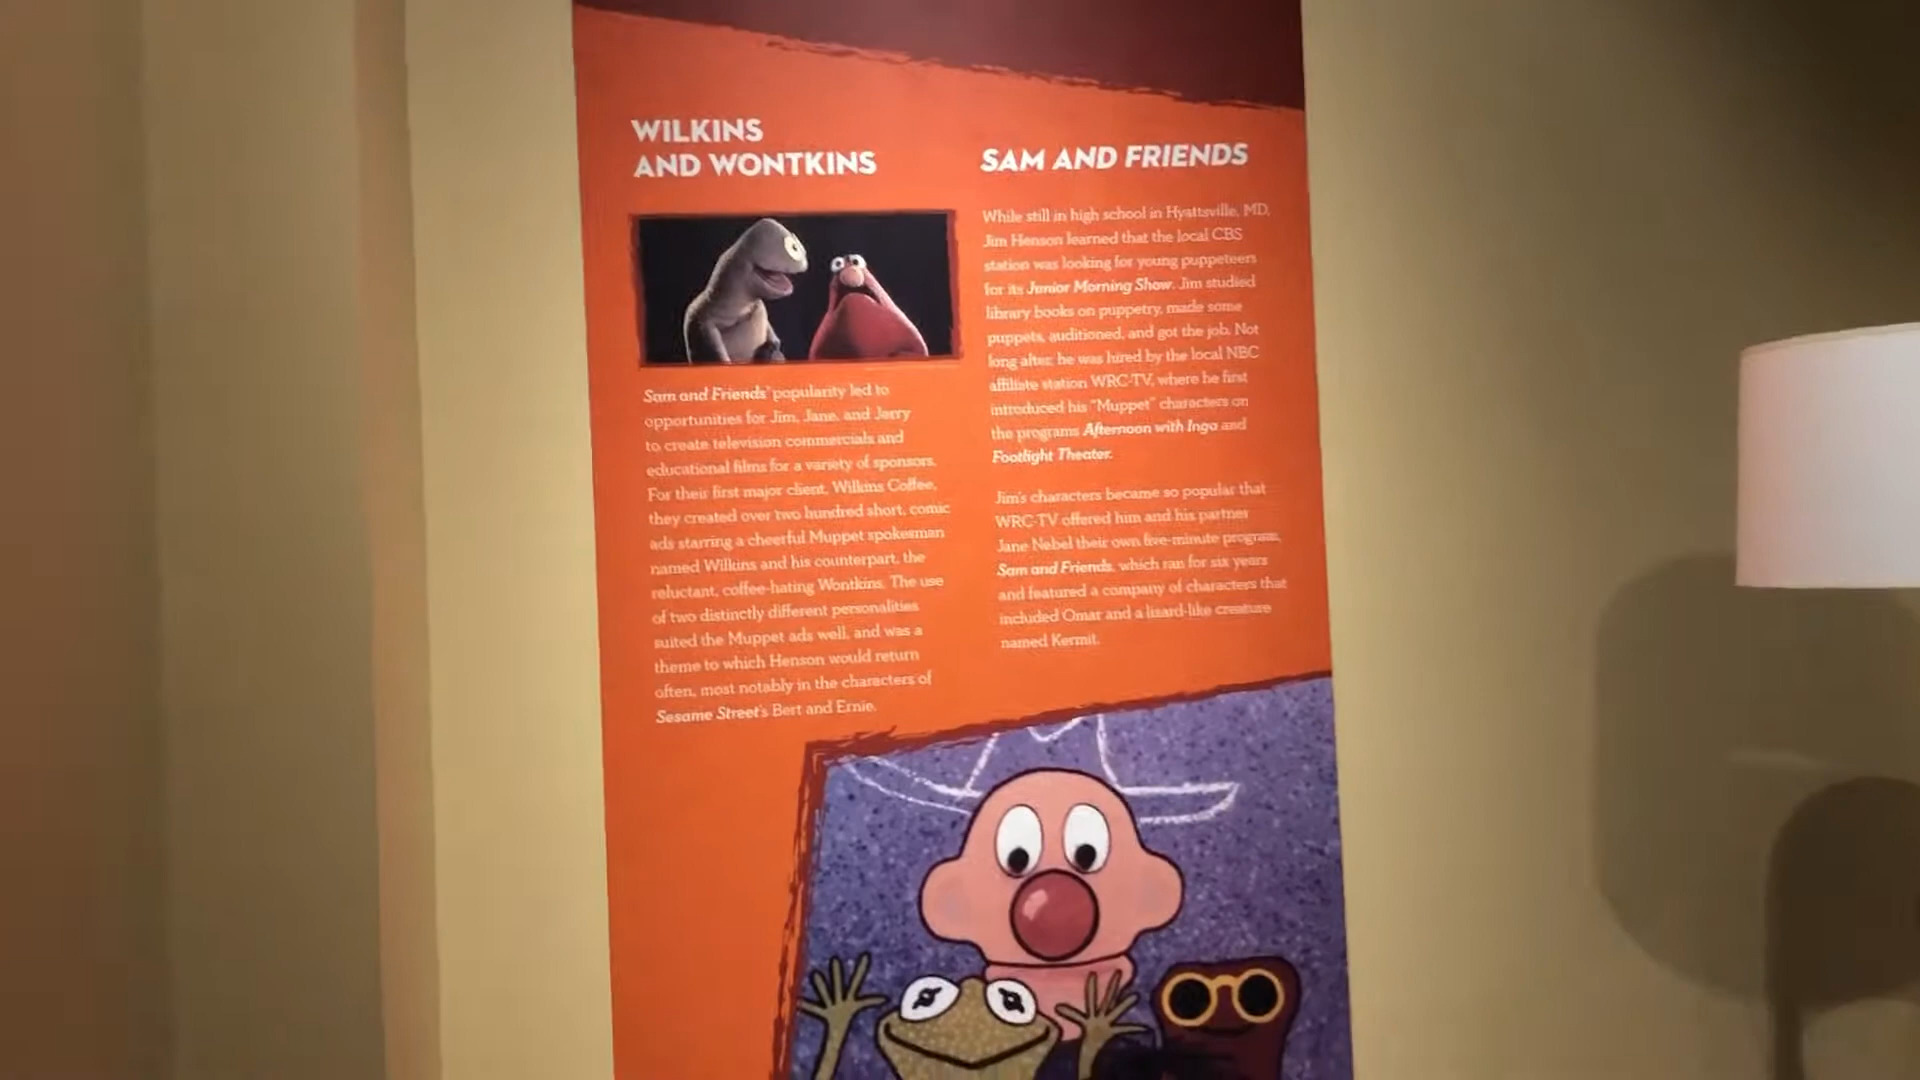 WILKINS
AND WONTKINS
Sam and Friends' popularity led to
opportunities for Jim, Jane, and Jerry
to create television commercials and
educational films for a variety of sponsors.
For their first major client, Wilkins Coffee,
they created over two hundred short, comic
ads starring a cheerful Muppet spokesman
named Wilkins and his counterpart, the
reluctant, coffee-hating Wontkins. The use
of two distinctly different personalities
suited the Muppet ads well, and was a
theme to which Henson would return
often, most notably in the characters of
Sesame Street's Bert and Ernie.
SAM AND FRIENDS
While still in high school in Hyattsville, MD,
Jim Henson learned that the local CBS
station was looking for young puppeteers
for its Junior Morning Show. Jim studied
library books on puppetry, made some
puppets, auditioned, and got the job. Not
long after, he was hired by the local NBC
affiliate station WRC-TV, where he first
introduced his "Muppet" characters on
the programs Afternoon with Inga and
Footlight Theater.
Jim's characters became so popular that
WRC-TV offered him and his partner
Jane Nebel their own five-minute program,
Sam and Friends, which ran for six years
and featured a company of characters that
included Omar and a lizard-like creature
named Kermit.